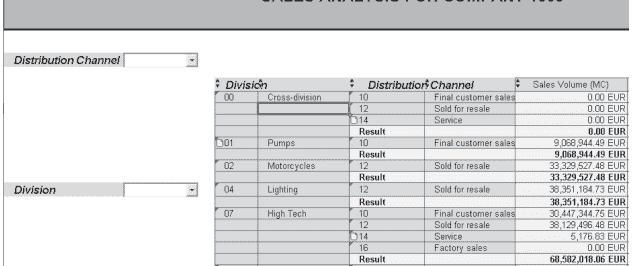 Distribution Channel
Division Distribution Channel Sales Volume (MC)
00 Cross-division 10 Final customer sales 0.00 EUR
12 Sold for resale 0.00 EUR
14 Service 0.00 EUR
Result 0.00 EUR
01 Pumps 10 Final customer sales 9,068,944.49 EUR
Result 9,068,944.49 EUR
02 Motorcycles 12 Sold for resale 33,329,527.48 EUR
Result 33,329,527.48 EUR
Division
04 Lighting 12 Sold for resale 38,351,184.73 EUR
Result 38,351,184.73 EUR
07 High Tech 10 Final customer sales 30,447,344.75 EUR
12 Sold for resale 38,129,496.48 EUR
14 Service 5,176.83 EUR
16 Factory sales 0.00 EUR
Result 68,582,018.06 EUR